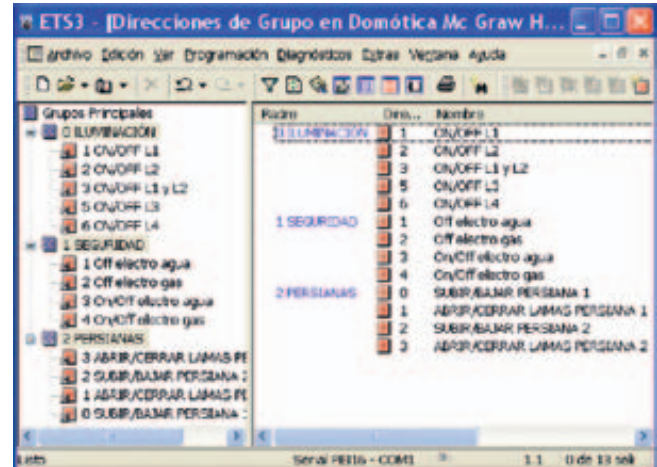 ETS3 - [Direcciones de Grupo en Domótica Mc Graw H...
Archivo Edición Ver Programación Diagnósticos Extras Ventana Ayuda
Grupos Principales
0 ILUMINACIÓN
1 ON/OFF L1
2 ON/OFF L2
3 ON/OFF L1 y L2
5 ON/OFF L3
6 ON/OFF L4
1 SEGURIDAD
1 Off electro agua
2 Off electro gas
3 On/Off electro agua
4 On/Off electro gas
2 PERSIANAS
3 ABRIR/CERRAR LAMAS PE
2 SUBIR/BAJAR PERSIANA 2
1 ABRIR/CERRAR LAMAS PE
0 SUBIR/BAJAR PERSIANA
Padre Direc... Nombre
0 ILUMINACIÓN 1 ON/OFF L1
2 ON/OFF L2
3 ON/OFF L1 y L2
5 ON/OFF L3
6 ON/OFF L4
1 SEGURIDAD 1 Off electro agua
2 Off electro gas
3 On/Off electro agua
4 On/Off electro gas
2 PERSIANAS 0 SUBIR/BAJAR PERSIANA 1
1 ABRIR/CERRAR LAMAS PERSIANA 1
2 SUBIR/BAJAR PERSIANA 2
3 ABRIR/CERRAR LAMAS PERSIANA 2
Listo Serial PEI16 - COM1 1.1 0 de 13 sel